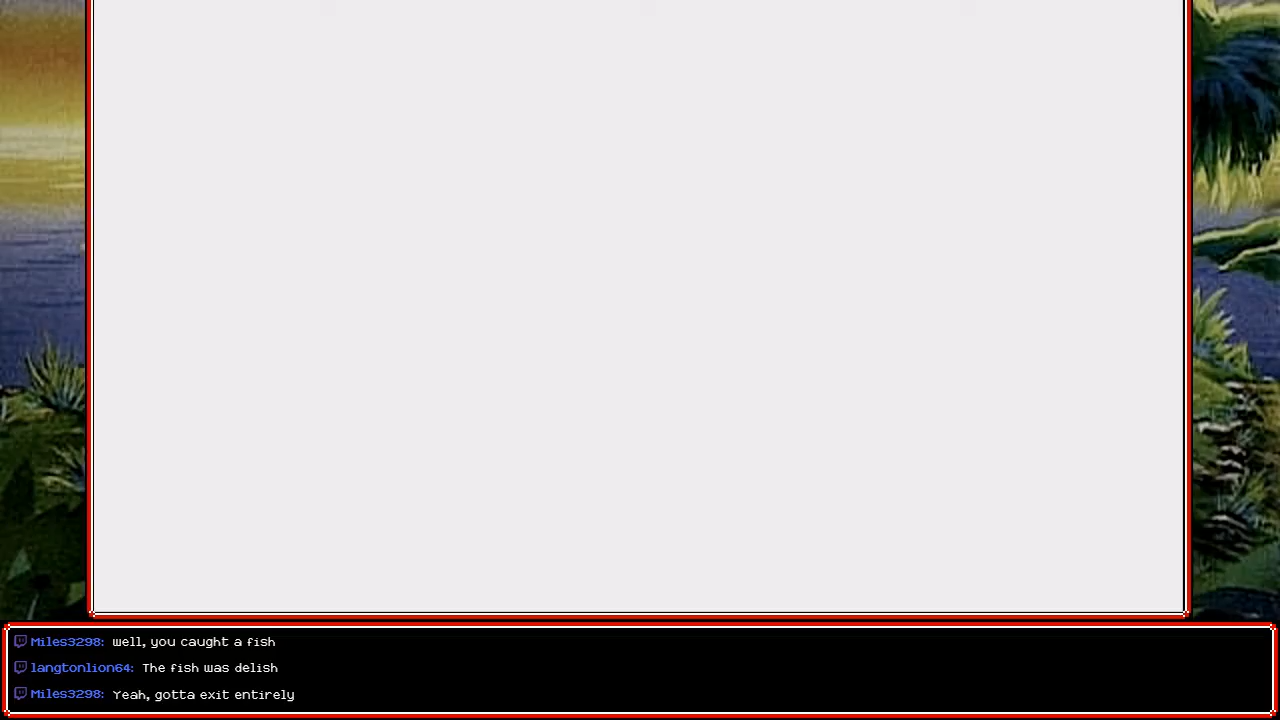 Miles3298: well, you caught a fish
langtonlion64: The fish was delish
Miles3298: Yeah, gotta exit entirely